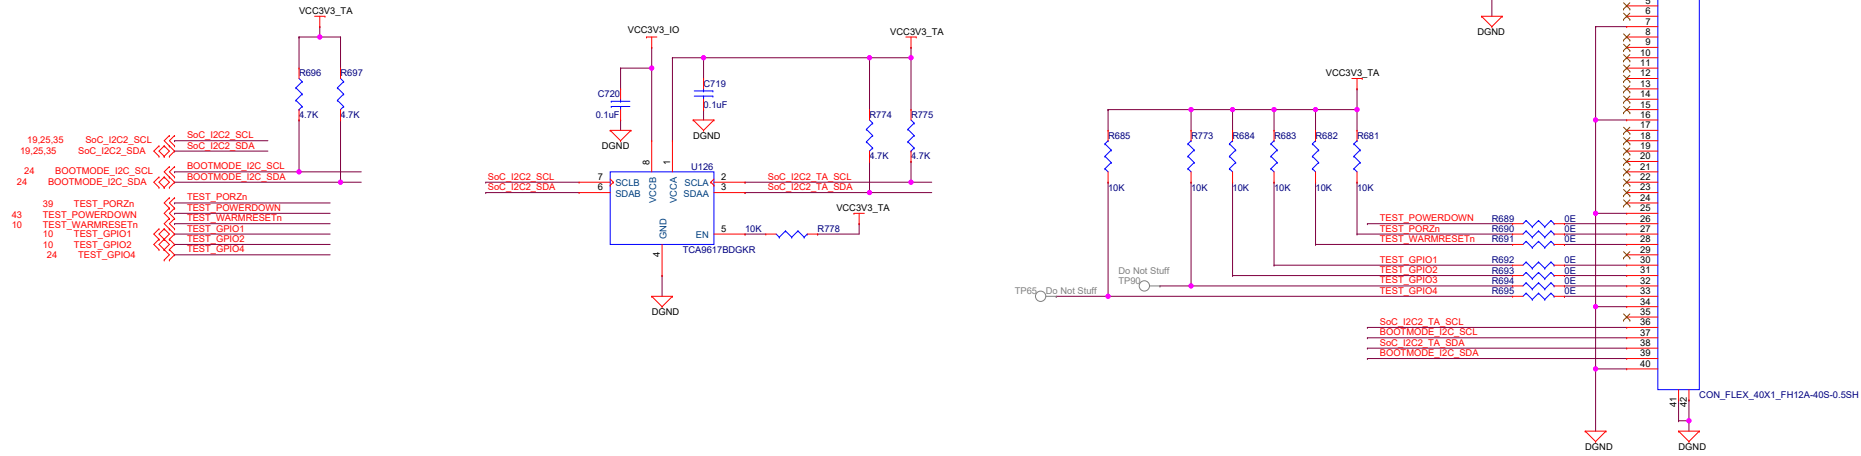 VCC3V3_TA
R696
R697
4.7K
4.7K
19,25,35 SoC_I2C2_SCL SoC_I2C2_SCL
19,25,35 SoC_I2C2_SDA SoC_I2C2_SDA
24 BOOTMODE_I2C_SCL BOOTMODE_I2C_SCL
24 BOOTMODE_I2C_SDA BOOTMODE_I2C_SDA
39 TEST_PORZn TEST_PORZn
43 TEST_POWERDOWN TEST_POWERDOWN
10 TEST_WARMRESETn TEST_WARMRESETn
10 TEST_GPIO1 TEST_GPIO1
10 TEST_GPIO2 TEST_GPIO2
24 TEST_GPIO4 TEST_GPIO4
VCC3V3_IO
VCC3V3_TA
C720
0.1uF
DGND
C719
0.1uF
DGND
R774
4.7K
R775
4.7K
U126
8
1
SoC_I2C2_SCL 7 SCLB VCCB VCCA SCLA 2 SoC_I2C2_TA_SCL
SoC_I2C2_SDA 6 SDAB SDAA 3 SoC_I2C2_TA_SDA
VCC3V3_TA
GND EN 5 10K R778
4
TCA9617BDGKR
DGND
DGND
VCC3V3_TA
R685
R773
R684
R683
R682
R681
10K
10K
10K
10K
10K
10K
Do Not Stuff
TP90
TP65 Do Not Stuff
5
6
7
8
9
10
11
12
13
14
15
16
17
18
19
20
21
22
23
24
25
TEST_POWERDOWN R689 0E 26
TEST_PORZn R690 0E 27
TEST_WARMRESETn R691 0E 28
29
TEST_GPIO1 R692 0E 30
TEST_GPIO2 R693 0E 31
TEST_GPIO3 R694 0E 32
TEST_GPIO4 R695 0E 33
34
35
SoC_I2C2_TA_SCL 36
BOOTMODE_I2C_SCL 37
SoC_I2C2_TA_SDA 38
BOOTMODE_I2C_SDA 39
40
41
42
CON_FLEX_40X1_FH12A-40S-0.5SH
DGND
DGND